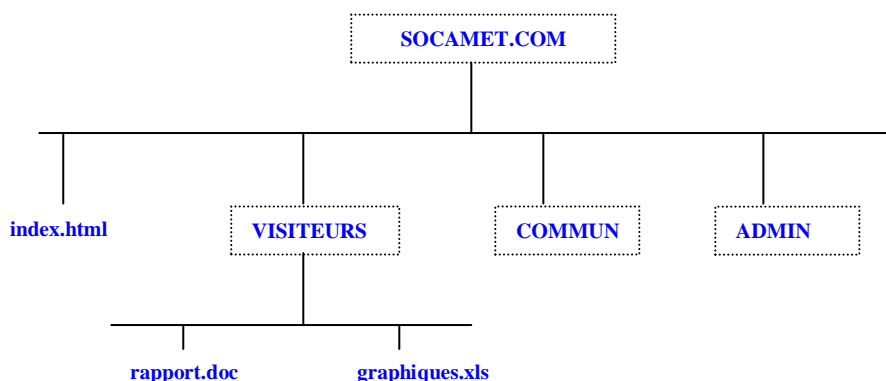 SOCAMET.COM
index.html
VISITEURS
COMMUN
ADMIN
rapport.doc
graphiques.xls